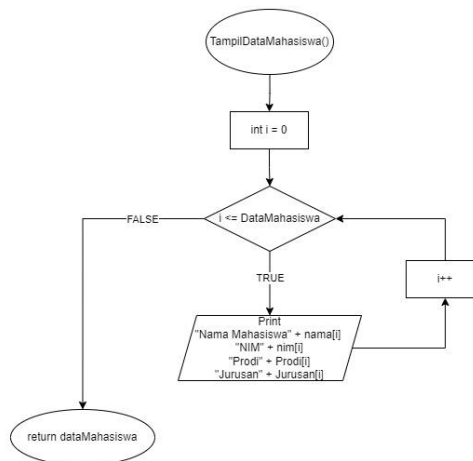 TampilDataMahasiswa()
int i = 0
i <= DataMahasiswa
FALSE
TRUE
i++
Print
"Nama Mahasiswa" + nama[i]
"NIM" + nim[i]
"Prodi" + Prodi[i]
"Jurusan" + Jurusan[i]
return dataMahasiswa